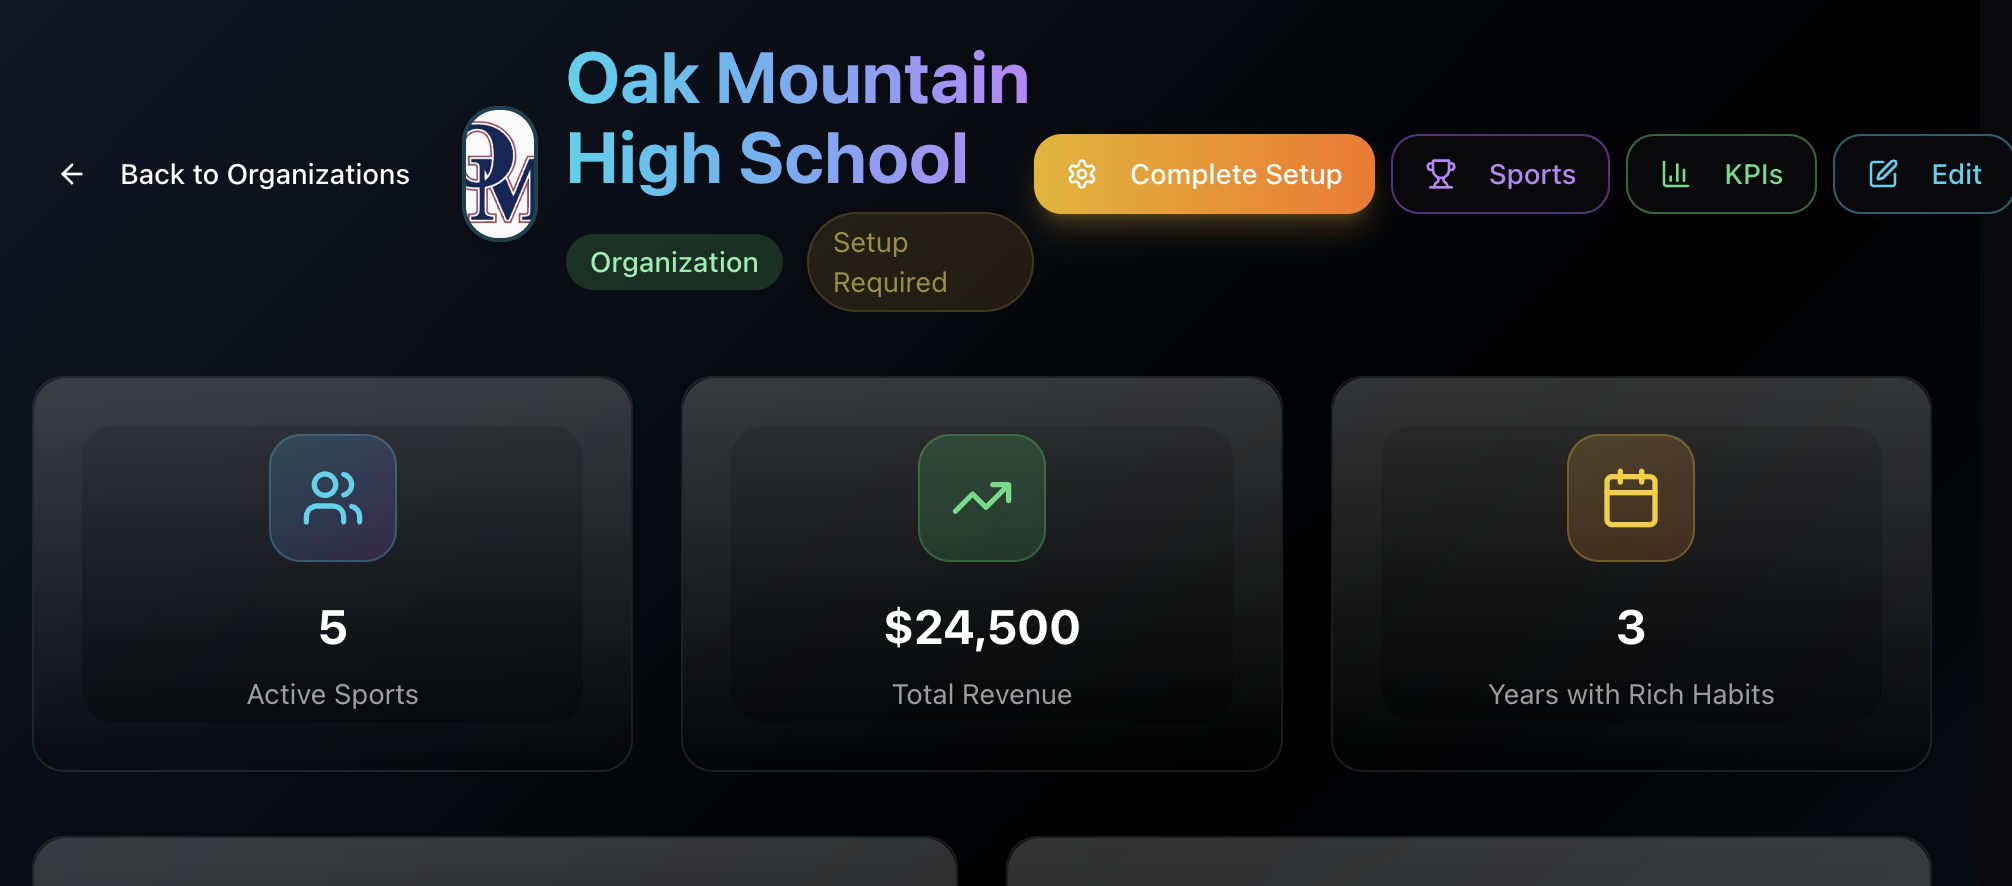 Back to Organizations
OM
Oak Mountain
High School
Organization
Setup
Required
Complete Setup
Sports
KPIs
Edit
5
Active Sports
$24,500
Total Revenue
3
Years with Rich Habits